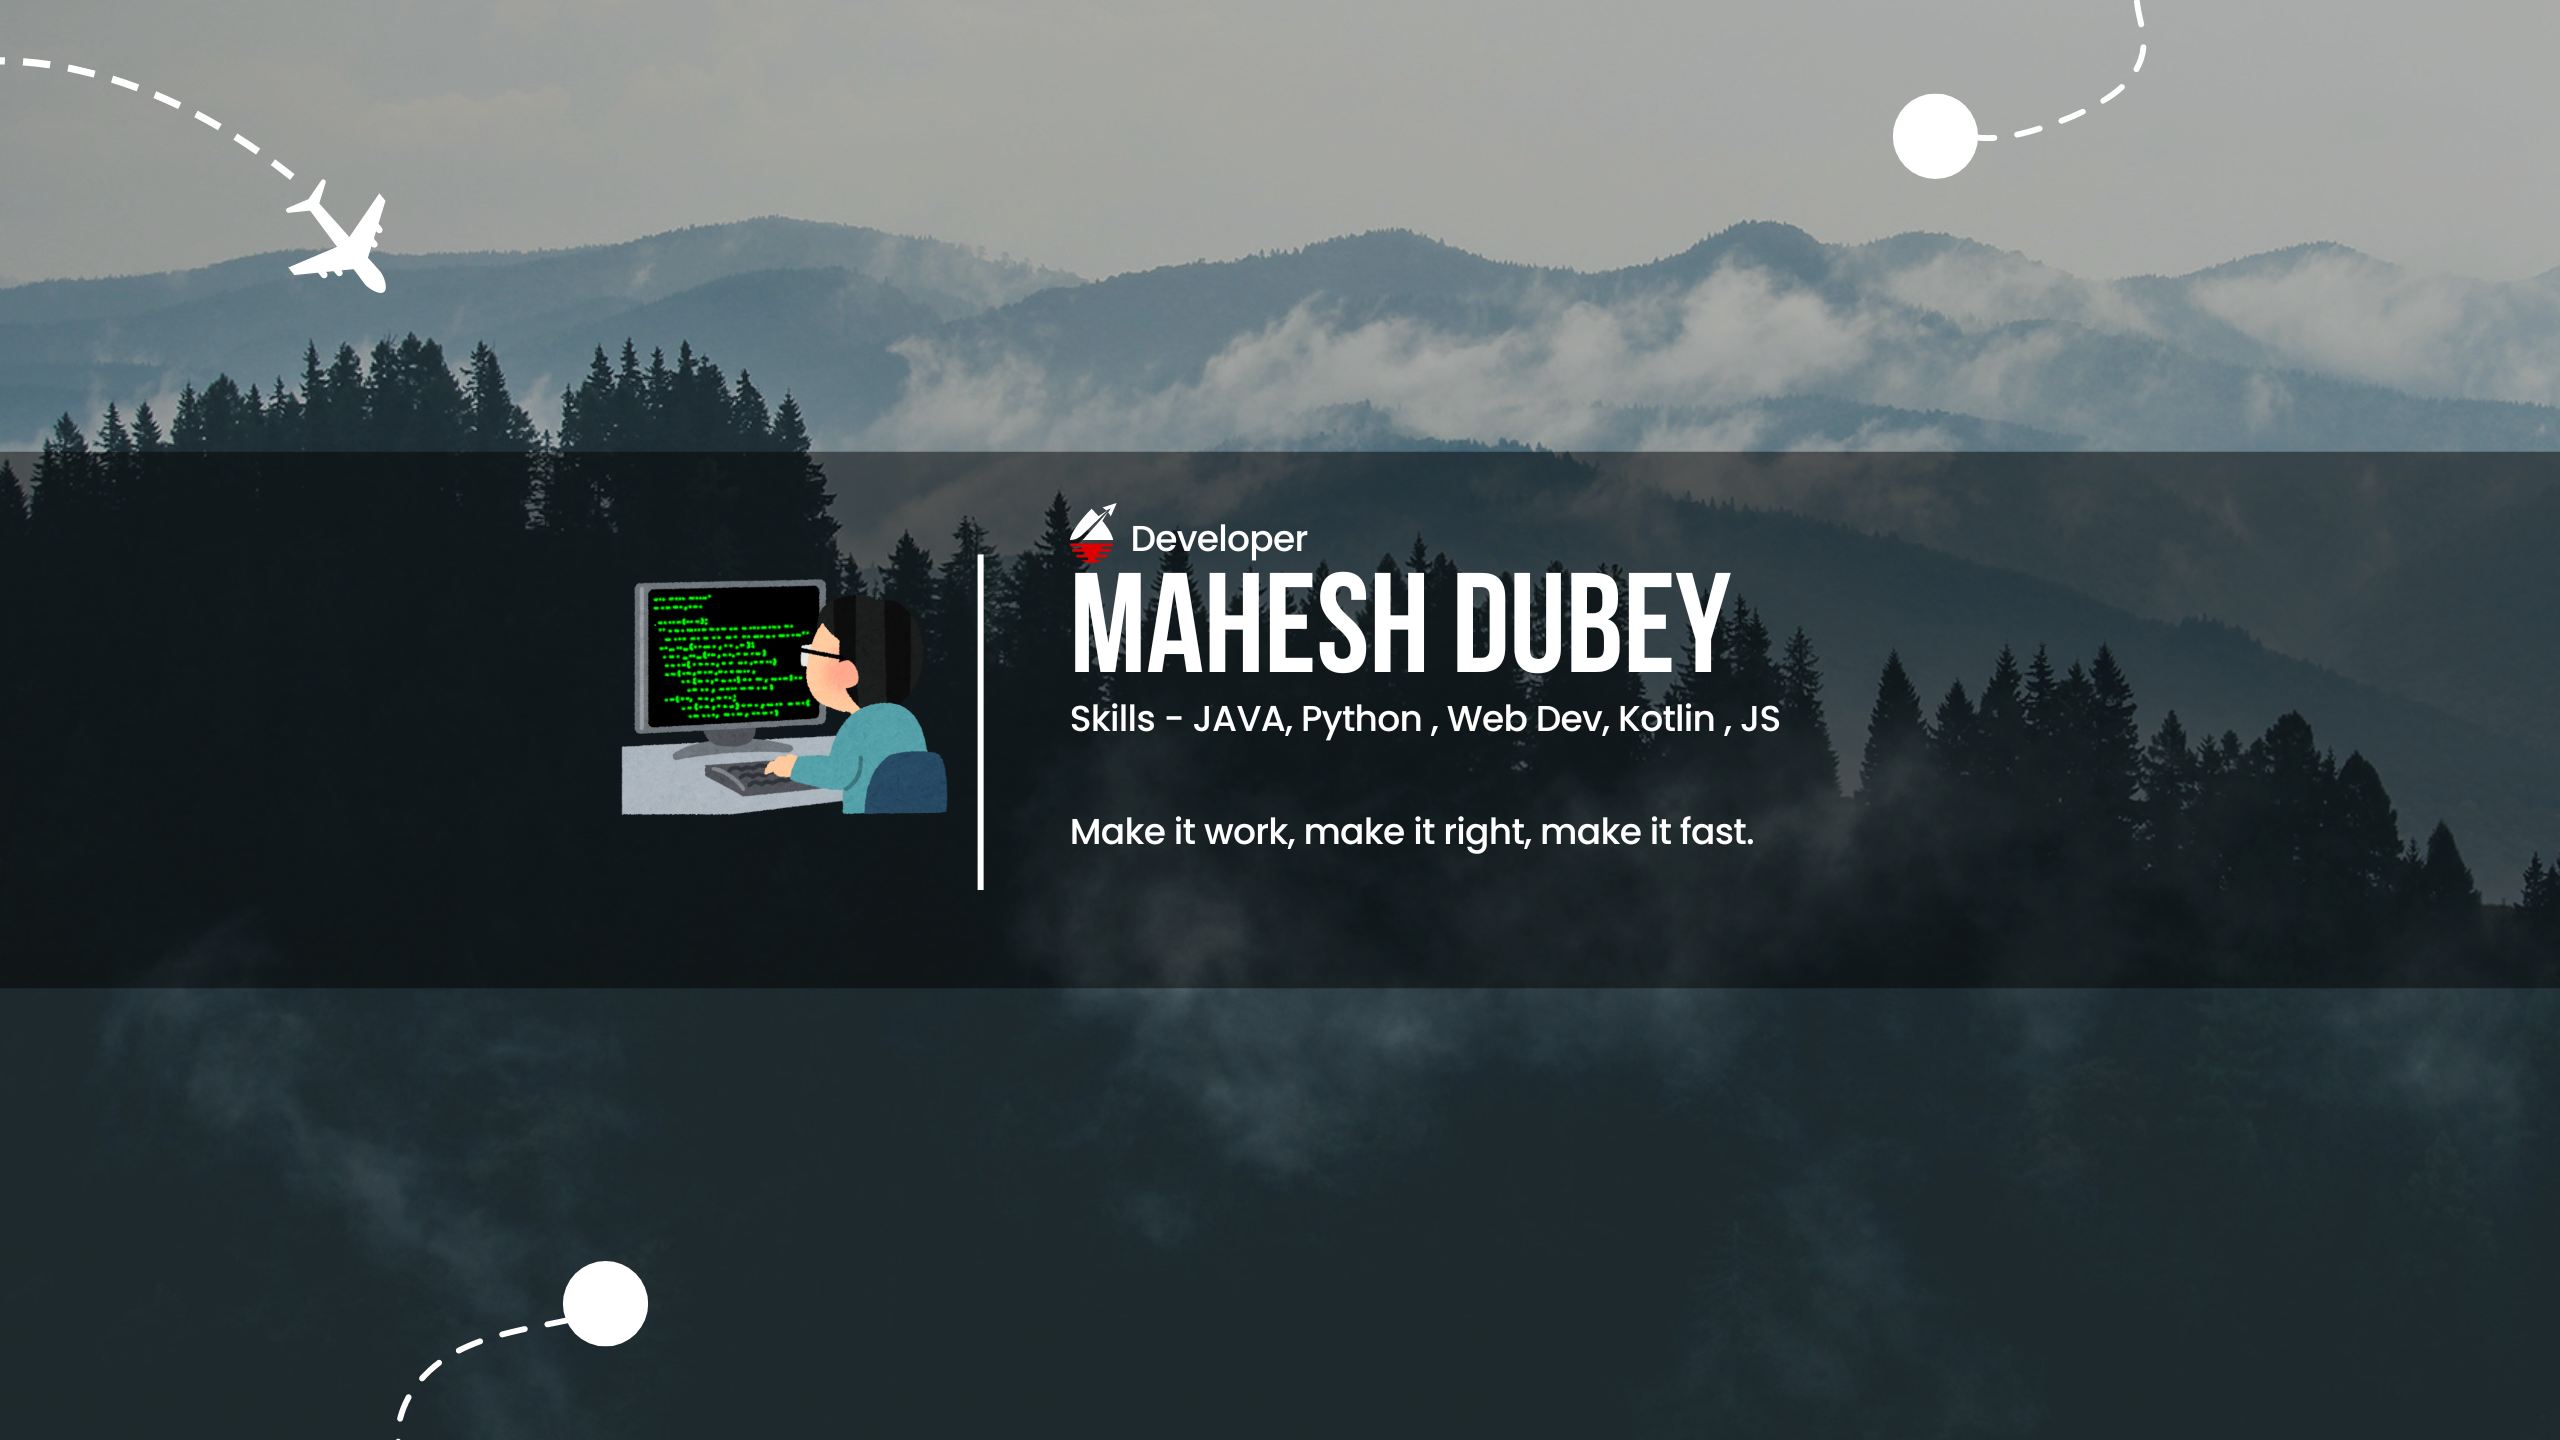 Developer
MAHESH DUBEY
Skills - JAVA, Python , Web Dev, Kotlin , JS
Make it work, make it right, make it fast.